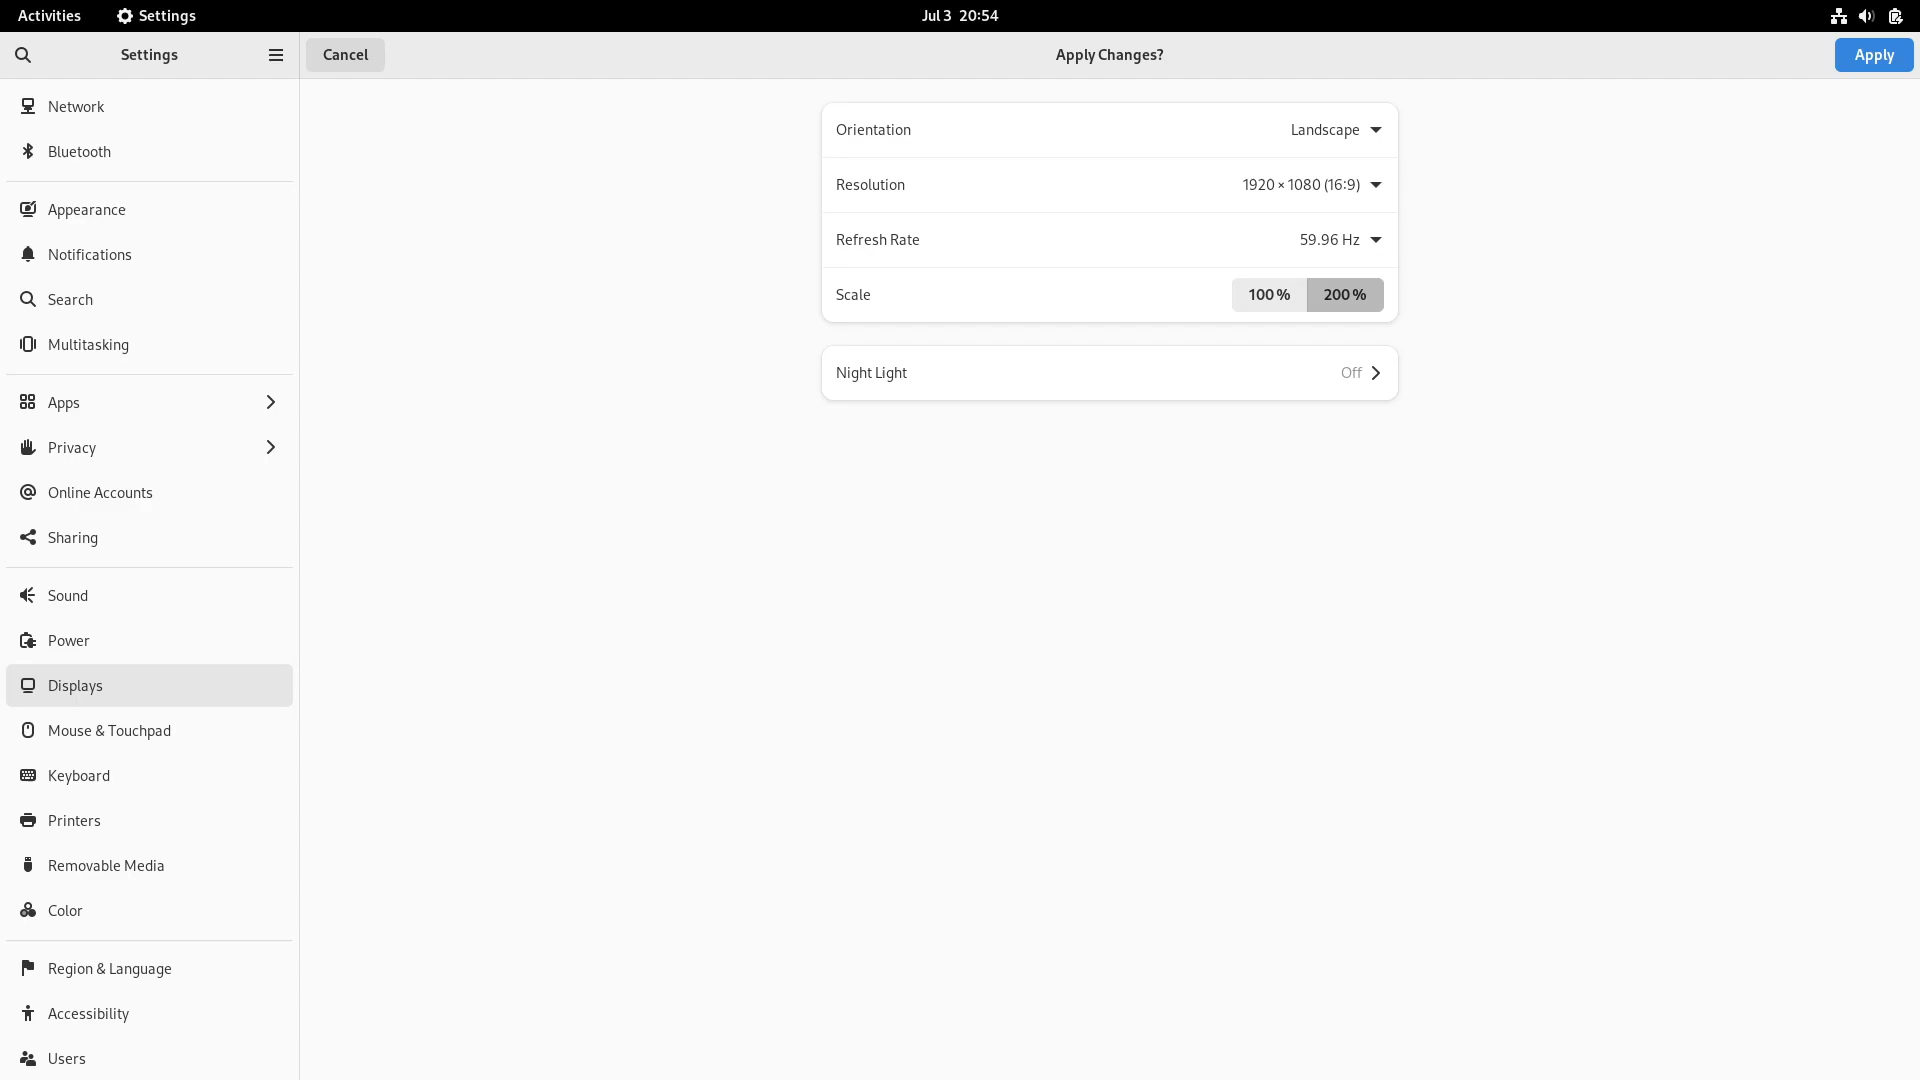 Activities
Settings
Jul 3 20:54
Settings
Cancel
Apply Changes?
Apply
Network
Bluetooth
Appearance
Notifications
Search
Multitasking
Apps
Privacy
Online Accounts
Sharing
Sound
Power
Displays
Mouse & Touchpad
Keyboard
Printers
Removable Media
Color
Region & Language
Accessibility
Users
Orientation
Landscape
Resolution
1920 × 1080 (16:9)
Refresh Rate
59.96 Hz
Scale
100 %
200 %
Night Light
Off